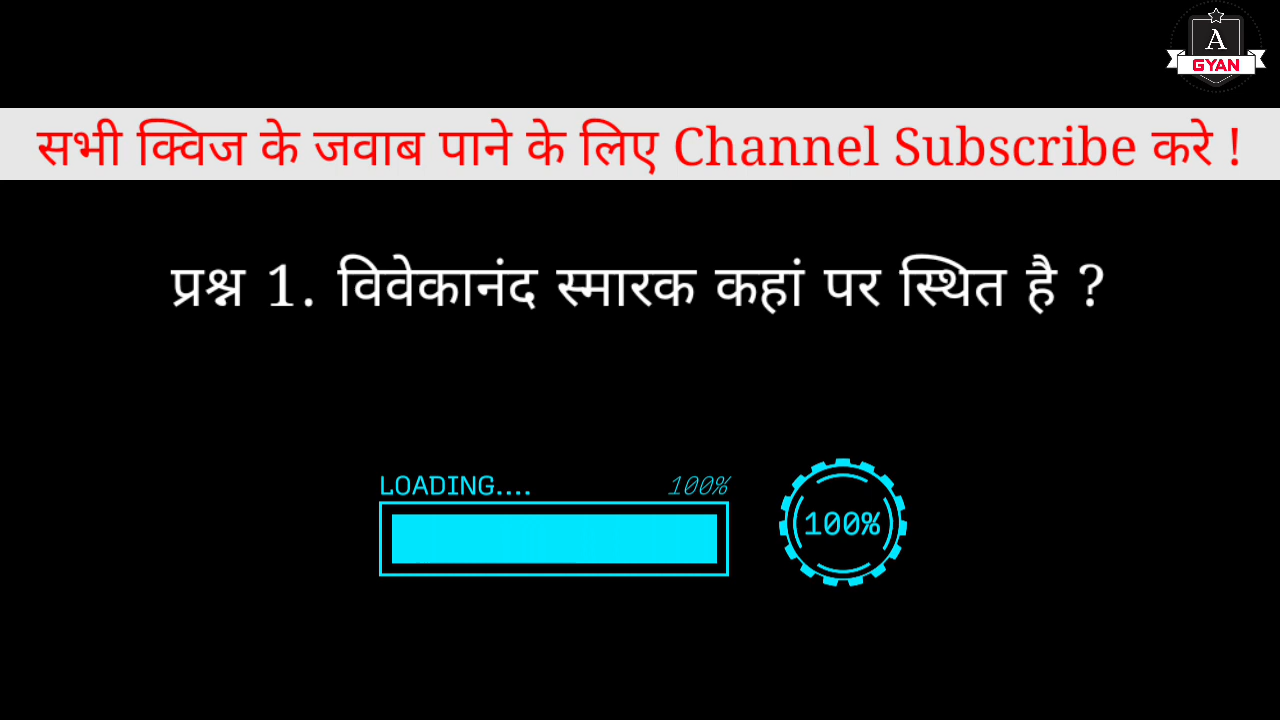 A
GYAN
सभी क्विज के जवाब पाने के लिए Channel Subscribe करे !
प्रश्न 1. विवेकानंद स्मारक कहां पर स्थित है ?
LOADING.... 100%
100%